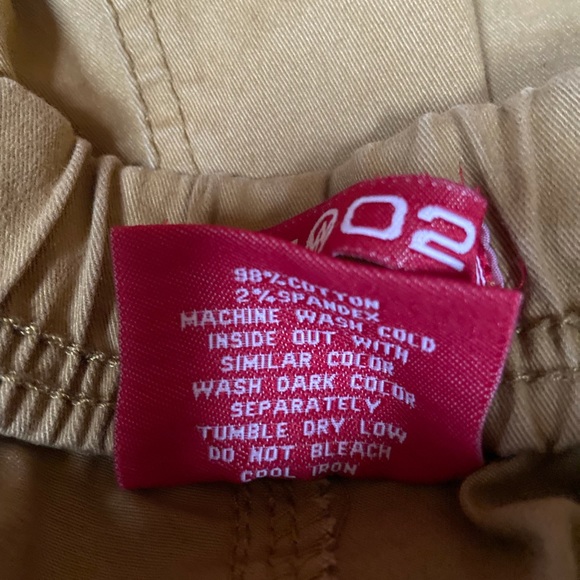 02
98% COTTON
2% SPANDEX
MACHINE WASH COLD
INSIDE OUT WITH
SIMILAR COLOR
WASH DARK COLOR
SEPARATELY
TUMBLE DRY LOW
DO NOT BLEACH
COOL IRON